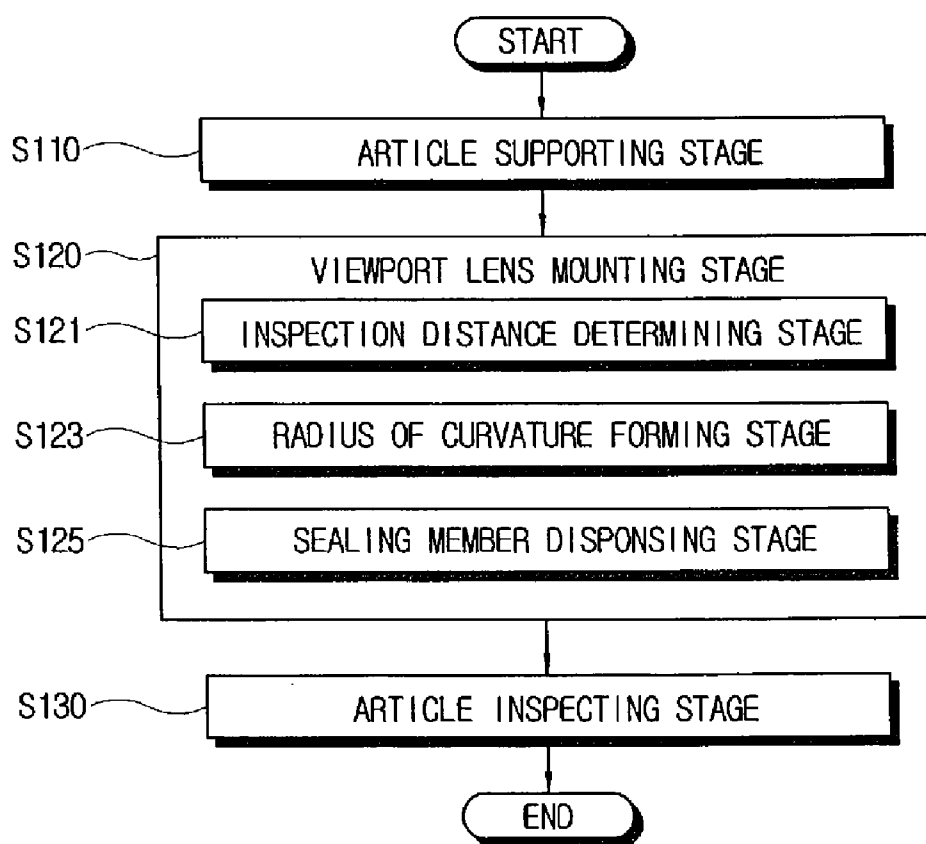 START
S110
ARTICLE SUPPORTING STAGE
S120
VIEWPORT LENS MOUNTING STAGE
S121
INSPECTION DISTANCE DETERMINING STAGE
S123
RADIUS OF CURVATURE FORMING STAGE
S125
SEALING MEMBER DISPONSING STAGE
S130
ARTICLE INSPECTING STAGE
END